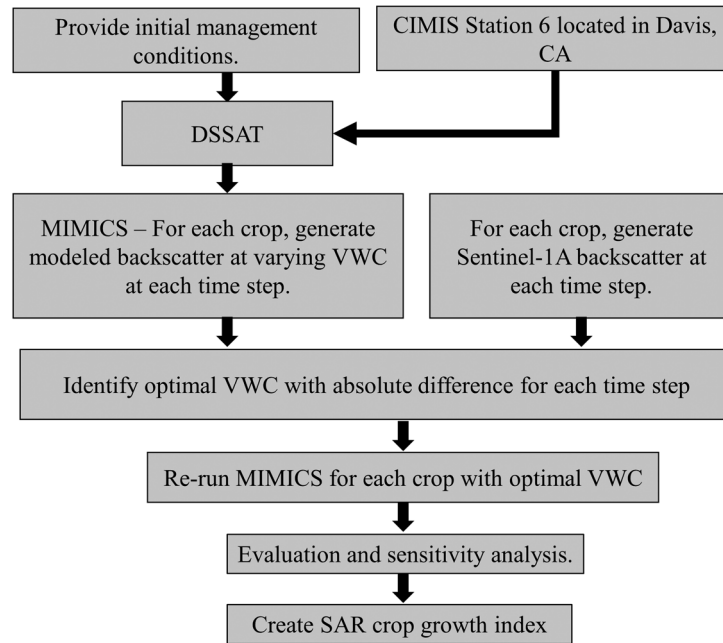 Provide initial management
conditions.
CIMIS Station 6 located in Davis,
CA
DSSAT
MIMICS – For each crop, generate
modeled backscatter at varying VWC
at each time step.
For each crop, generate
Sentinel-1A backscatter at
each time step.
Identify optimal VWC with absolute difference for each time step
Re-run MIMICS for each crop with optimal VWC
Evaluation and sensitivity analysis.
Create SAR crop growth index